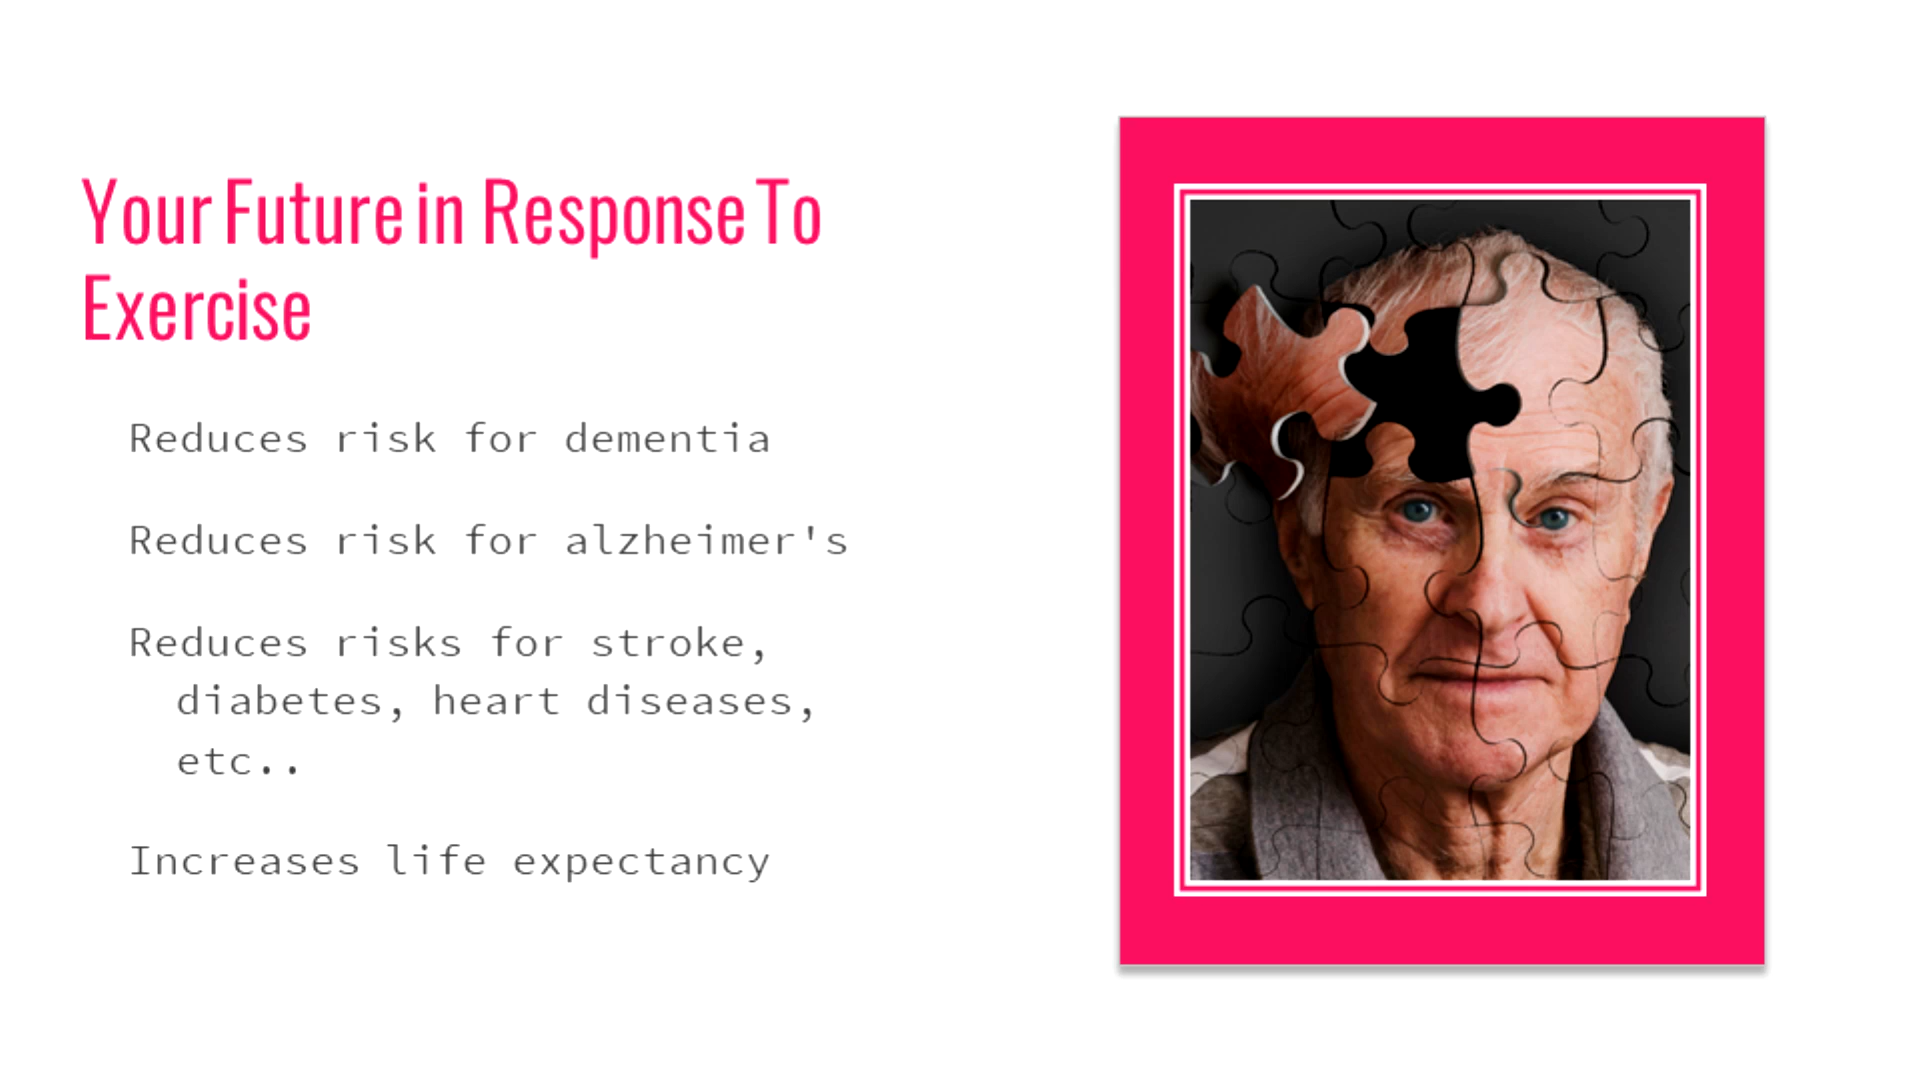 Your Future in Response To
Exercise
Reduces risk for dementia
Reduces risk for alzheimer's
Reduces risks for stroke,
diabetes, heart diseases,
etc..
Increases life expectancy